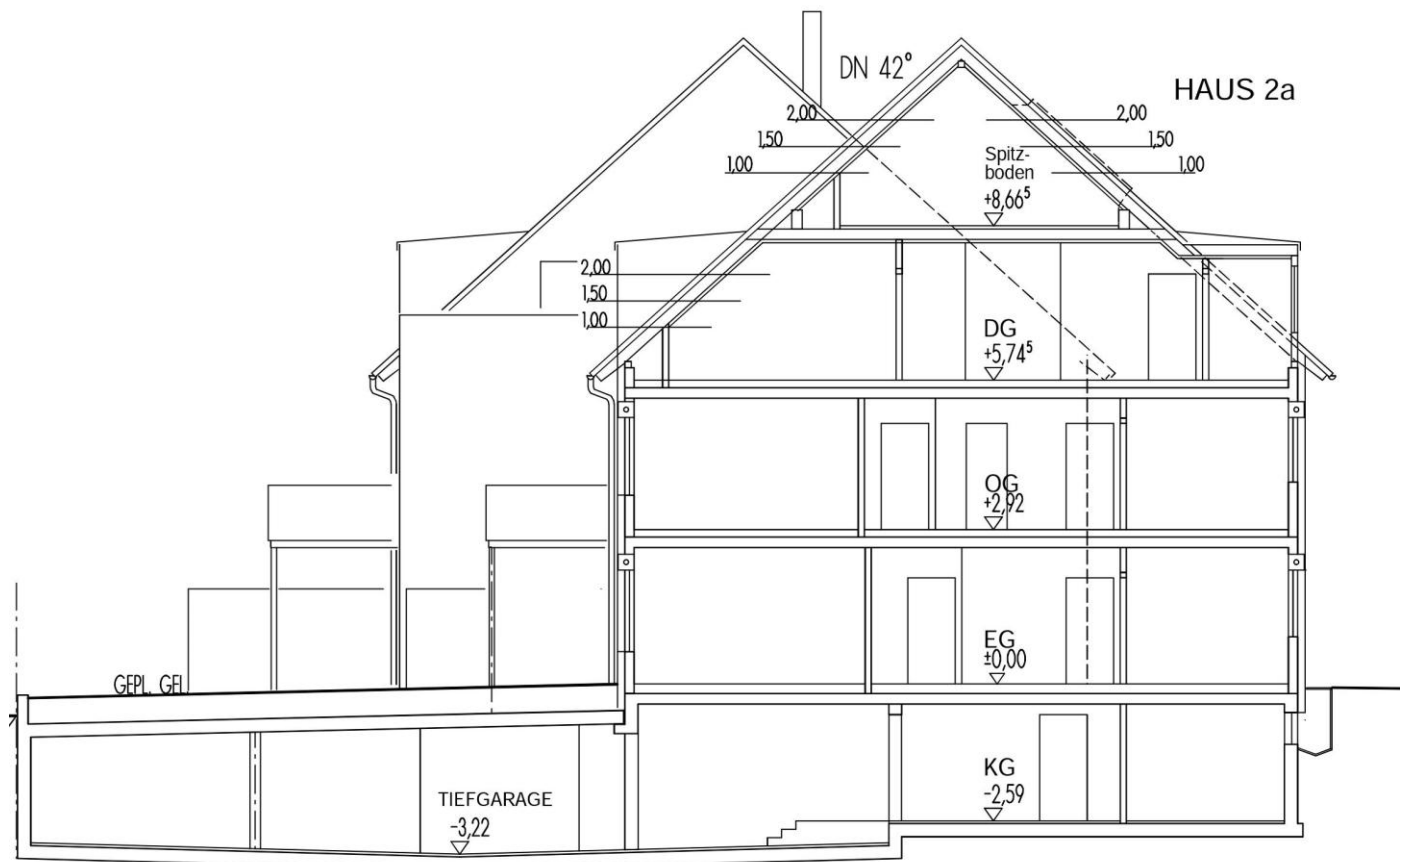 DN 42°
HAUS 2a
2,00
2,00
1,50
1,50
1,00
1,00
Spitz-
boden
+8,66⁵
2,00
1,50
1,00
DG
+5,74⁵
OG
+2,92
EG
±0,00
GEPL. GEL.
KG
-2,59
TIEFGARAGE
-3,22